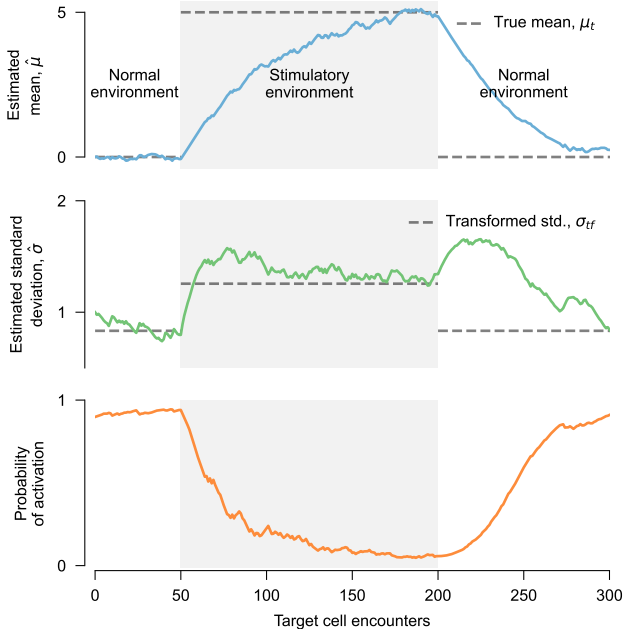 Estimated
mean, μ̂
5
0
Normal
environment
Stimulatory
environment
Normal
environment
True mean, μt
Estimated standard
deviation, σ̂
2
1
Transformed std., σtf
Probability
of activation
1
0
0 50 100 150 200 250 300
Target cell encounters